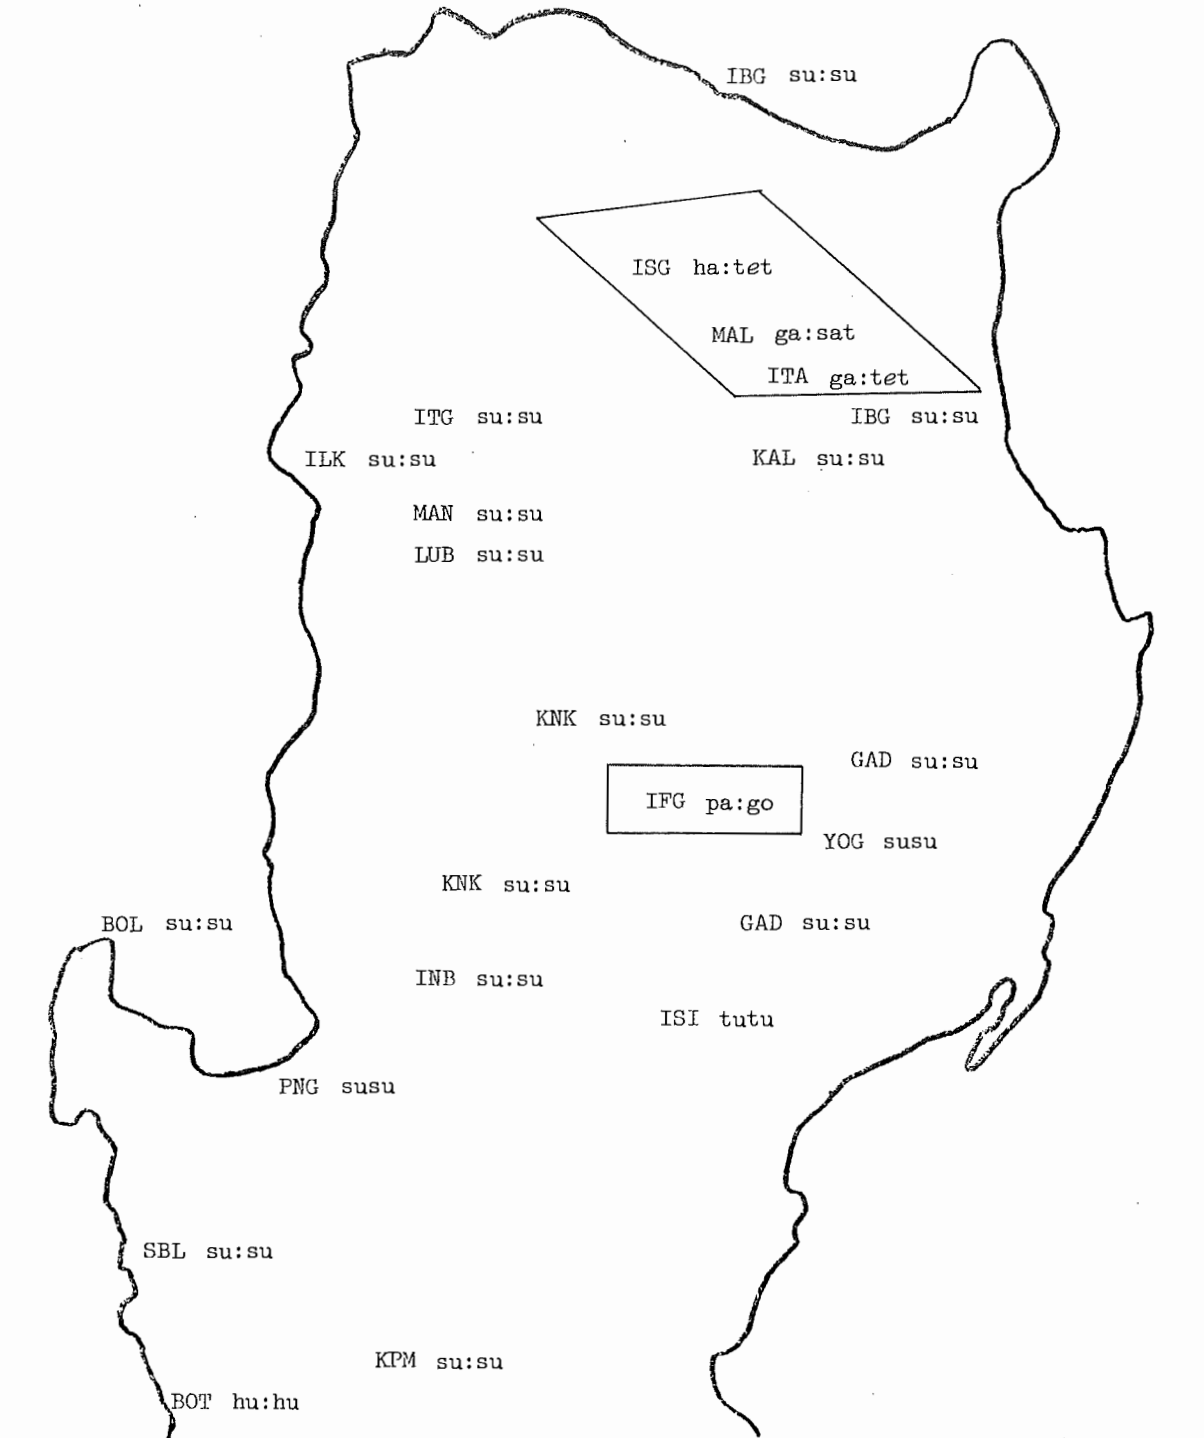 IBG su:su
ISG ha:tet
MAL ga:sat
ITA ga:tet
ITG su:su
IBG su:su
ILK su:su
KAL su:su
MAN su:su
LUB su:su
KNK su:su
GAD su:su
IFG pa:go
YOG susu
KNK su:su
BOL su:su
GAD su:su
INB su:su
ISI tutu
PNG susu
SBL su:su
KPM su:su
BOT hu:hu